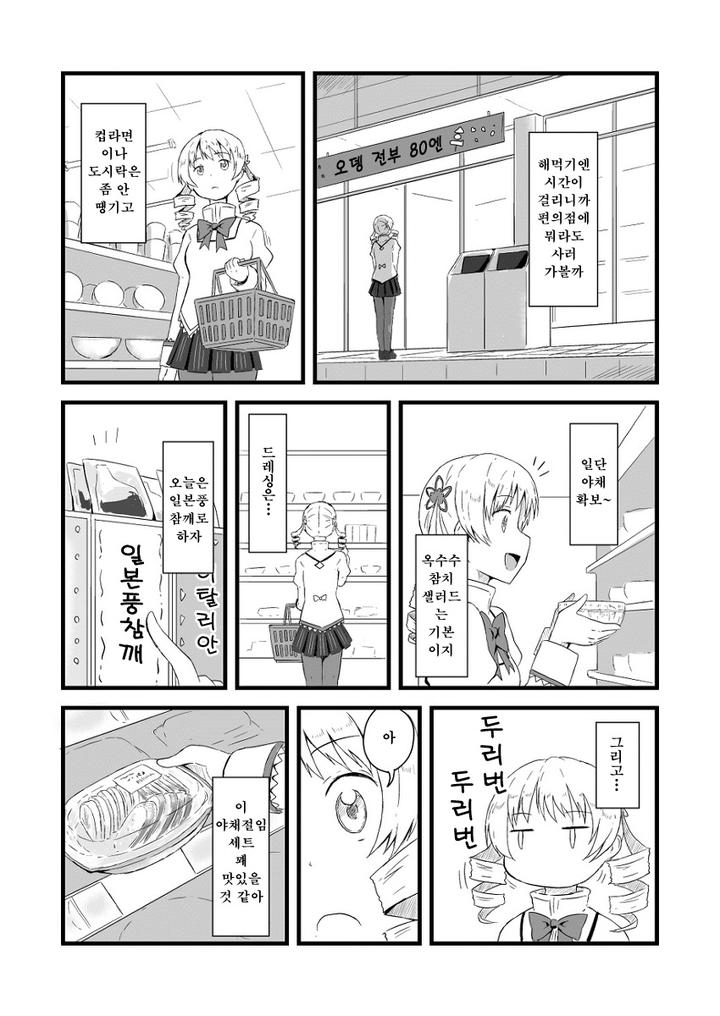 오뎅 전부 80엔
해먹기엔
시간이
걸리니까
편의점에
뭐라도
사러
가볼까
컵라면
이나
도시락은
좀 안
땡기고
일단
야채
확보~
옥수수
참치
샐러드
는
기본
이지
드레싱은…
오늘은
일본풍
참깨로
하자
이탈리안
일본풍참깨
그리고…
두리번
두리번
아
이
야채절임
세트
꽤
맛있을
것 같아